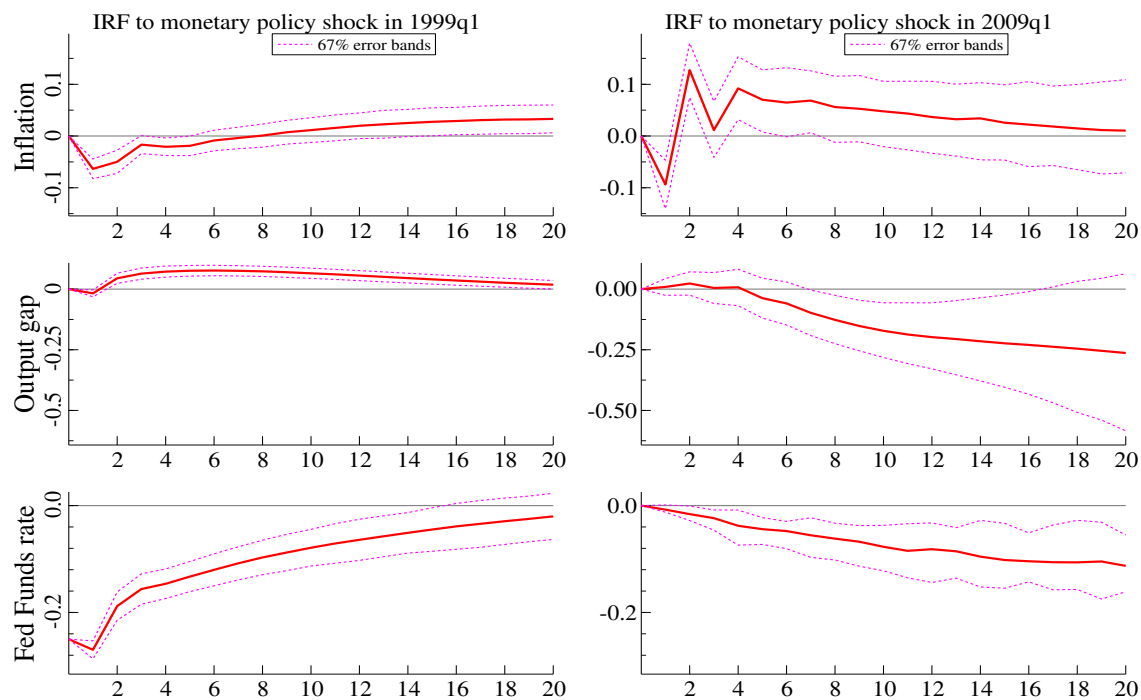 IRF to monetary policy shock in 1999q1
67% error bands
Inflation
0.1
0.0
-0.1
2 4 6 8 10 12 14 16 18 20
IRF to monetary policy shock in 2009q1
67% error bands
0.1
0.0
-0.1
2 4 6 8 10 12 14 16 18 20
Output gap
0
-0.25
-0.5
2 4 6 8 10 12 14 16 18 20
0.00
-0.25
-0.50
2 4 6 8 10 12 14 16 18 20
Fed Funds rate
0.0
-0.2
2 4 6 8 10 12 14 16 18 20
0.0
-0.2
2 4 6 8 10 12 14 16 18 20